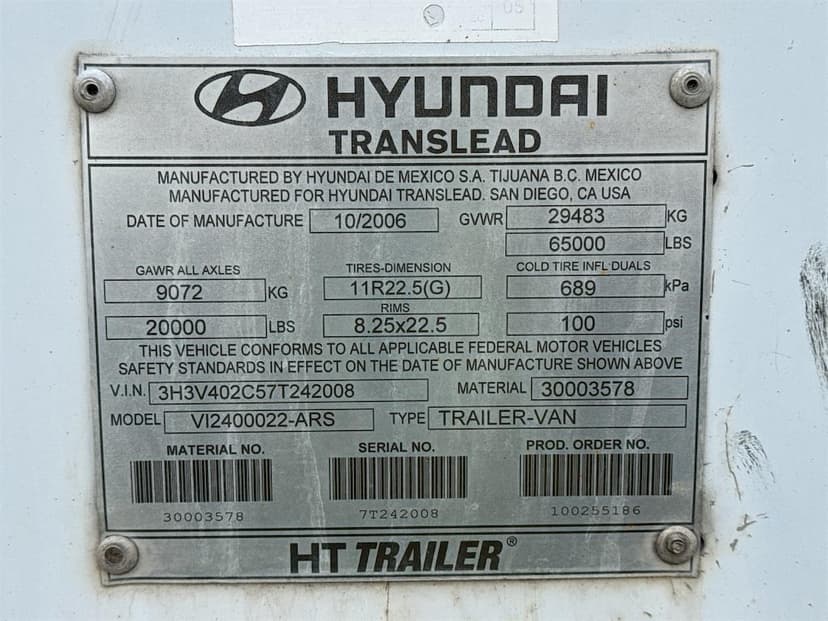 US
HYUNDAI
TRANSLEAD
MANUFACTURED BY HYUNDAI DE MEXICO S.A. TIJUANA B.C. MEXICO
MANUFACTURED FOR HYUNDAI TRANSLEAD. SAN DIEGO, CA USA
DATE OF MANUFACTURE 10/2006 GVWR 29483 KG
65000 LBS
GAWR ALL AXLES TIRES-DIMENSION COLD TIRE INFL DUALS
9072 KG 11R22.5(G) 689 kPa
RIMS
20000 LBS 8.25x22.5 100 psi
THIS VEHICLE CONFORMS TO ALL APPLICABLE FEDERAL MOTOR VEHICLES
SAFETY STANDARDS IN EFFECT ON THE DATE OF MANUFACTURE SHOWN ABOVE
V.I.N. 3H3V402C57T242008 MATERIAL 30003578
MODEL VI2400022-ARS TYPE TRAILER-VAN
MATERIAL NO. SERIAL NO. PROD. ORDER NO.
30003578 7T242008 100255186
HT TRAILER®